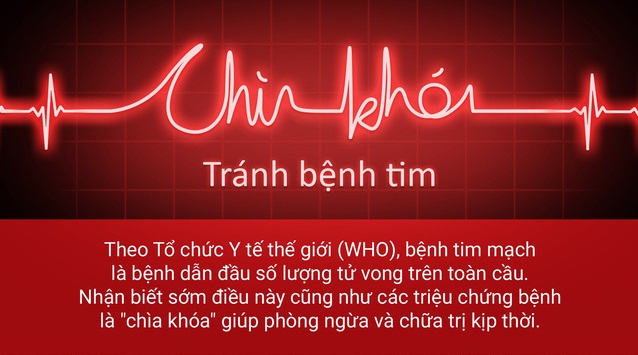 Chìa khóa
Tránh bệnh tim
Theo Tổ chức Y tế thế giới (WHO), bệnh tim mạch
là bệnh dẫn đầu số lượng tử vong trên toàn cầu.
Nhận biết sớm điều này cũng như các triệu chứng bệnh
là "chìa khóa" giúp phòng ngừa và chữa trị kịp thời.